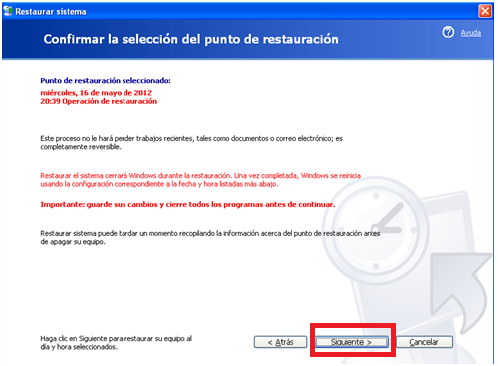 Restaurar sistema
Confirmar la selección del punto de restauración
Ayuda
Punto de restauración seleccionado:
miércoles, 16 de mayo de 2012
20:39 Operación de restauración
Este proceso no le hará perder trabajos recientes, tales como documentos o correo electrónico; es
completamente reversible.
Restaurar el sistema cerrará Windows durante la restauración. Una vez completada, Windows se reinicia
usando la configuración correspondiente a la fecha y hora listadas más abajo.
Importante: guarde sus cambios y cierre todos los programas antes de continuar.
Restaurar sistema puede tardar un momento recopilando la información acerca del punto de restauración antes
de apagar su equipo.
Haga clic en Siguiente para restaurar su equipo al
día y hora seleccionados.
< Atrás
Siguiente >
Cancelar